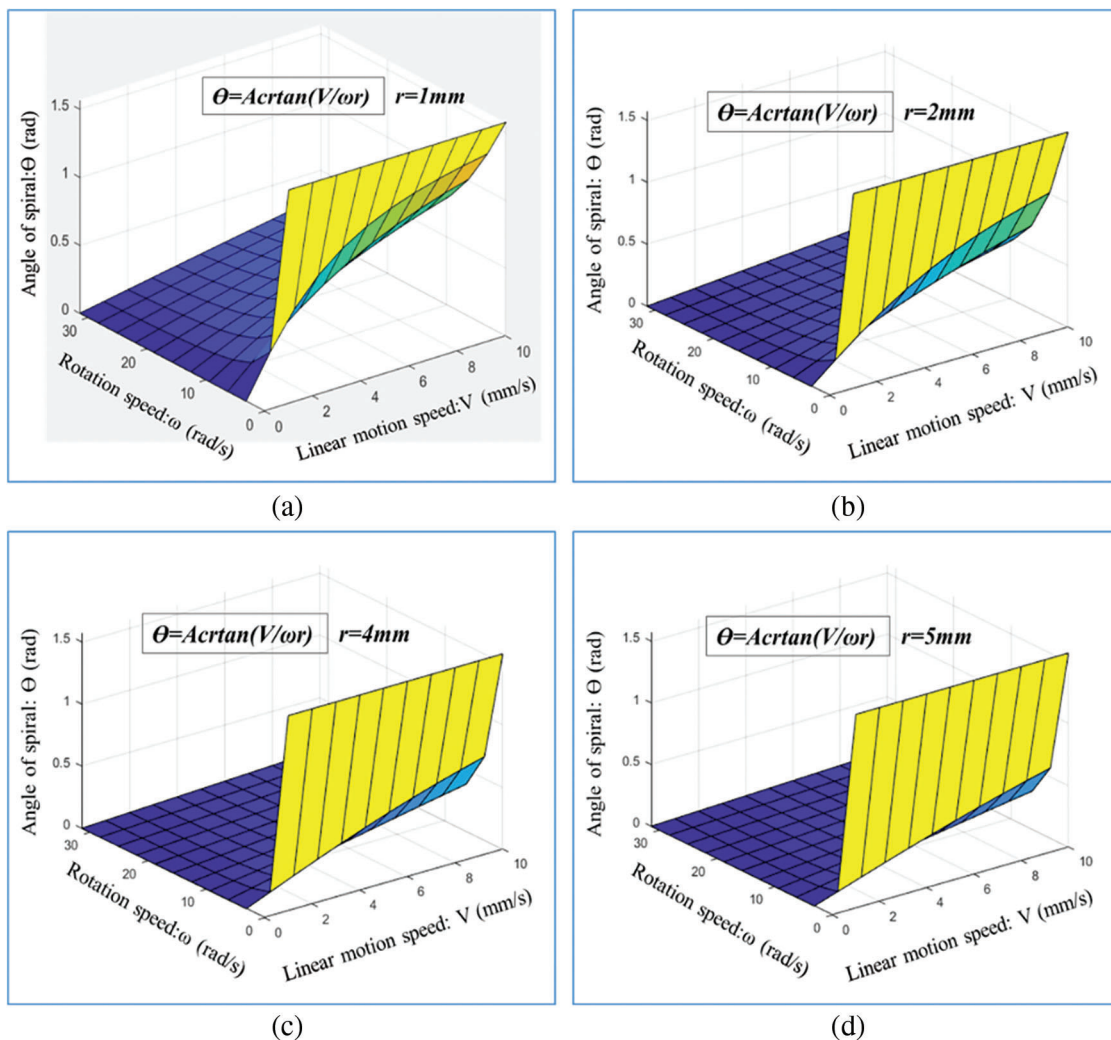 Ɵ=Acrtan(V/ωr) r=1mm
Angle of spiral:Ɵ (rad)
1.5
1
0.5
0
30
20
10
0
Rotation speed:ω (rad/s)
0
2
4
6
8
10
Linear motion speed:V (mm/s)
(a)
Ɵ=Acrtan(V/ωr) r=2mm
Angle of spiral: Ɵ (rad)
1.5
1
0.5
0
30
20
10
0
Rotation speed:ω (rad/s)
0
2
4
6
8
10
Linear motion speed: V (mm/s)
(b)
Ɵ=Acrtan(V/ωr) r=4mm
Angle of spiral: Ɵ (rad)
1.5
1
0.5
0
30
20
10
0
Rotation speed:ω (rad/s)
0
2
4
6
8
10
Linear motion speed: V (mm/s)
(c)
Ɵ=Acrtan(V/ωr) r=5mm
Angle of spiral: Ɵ (rad)
1.5
1
0.5
0
30
20
10
0
Rotation speed:ω (rad/s)
0
2
4
6
8
10
Linear motion speed: V (mm/s)
(d)